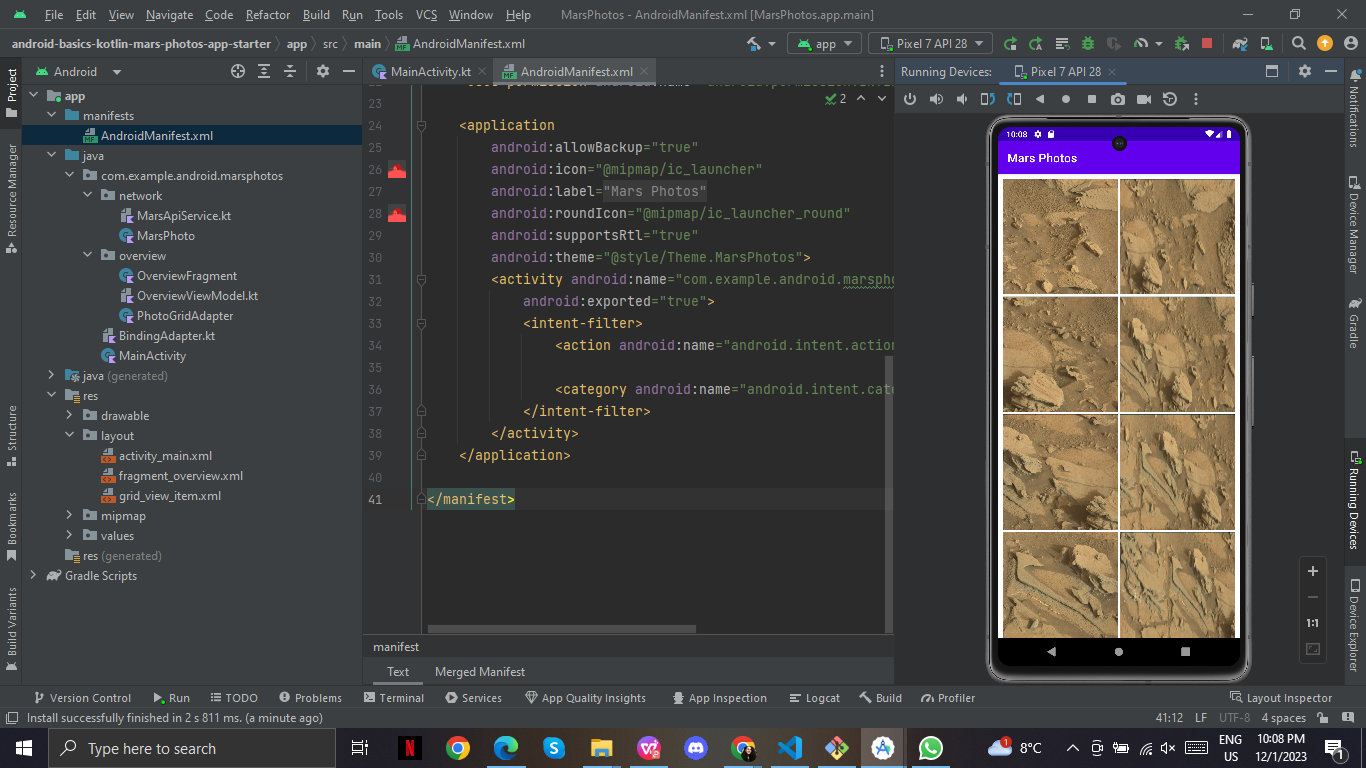 File Edit View Navigate Code Refactor Build Run Tools VCS Window Help MarsPhotos - AndroidManifest.xml [MarsPhotos.app.main]
android-basics-kotlin-mars-photos-app-starter app src main AndroidManifest.xml app Pixel 7 API 28
Project
Resource Manager
Structure
Bookmarks
Build Variants
Android
app
manifests
AndroidManifest.xml
java
com.example.android.marsphotos
network
MarsApiService.kt
MarsPhoto
overview
OverviewFragment
OverviewViewModel.kt
PhotoGridAdapter
BindingAdapter.kt
MainActivity
java (generated)
res
drawable
layout
activity_main.xml
fragment_overview.xml
grid_view_item.xml
mipmap
values
res (generated)
Gradle Scripts
MainActivity.kt AndroidManifest.xml
2
23
24 <application
25 android:allowBackup="true"
26 android:icon="@mipmap/ic_launcher"
27 android:label="Mars Photos"
28 android:roundIcon="@mipmap/ic_launcher_round"
29 android:supportsRtl="true"
30 android:theme="@style/Theme.MarsPhotos">
31 <activity android:name="com.example.android.marspho
32 android:exported="true">
33 <intent-filter>
34 <action android:name="android.intent.action
35
36 <category android:name="android.intent.cate
37 </intent-filter>
38 </activity>
39 </application>
40
41 </manifest>
manifest
Text Merged Manifest
Running Devices: Pixel 7 API 28
10:08
Mars Photos
1:1
Notifications
Device Manager
Gradle
Running Devices
Device Explorer
Version Control Run TODO Problems Terminal Services App Quality Insights App Inspection Logcat Build Profiler Layout Inspector
Install successfully finished in 2 s 811 ms. (a minute ago) 41:12 LF UTF-8 4 spaces
Type here to search 1 8°C ENG 10:08 PM
US 12/1/2023 1